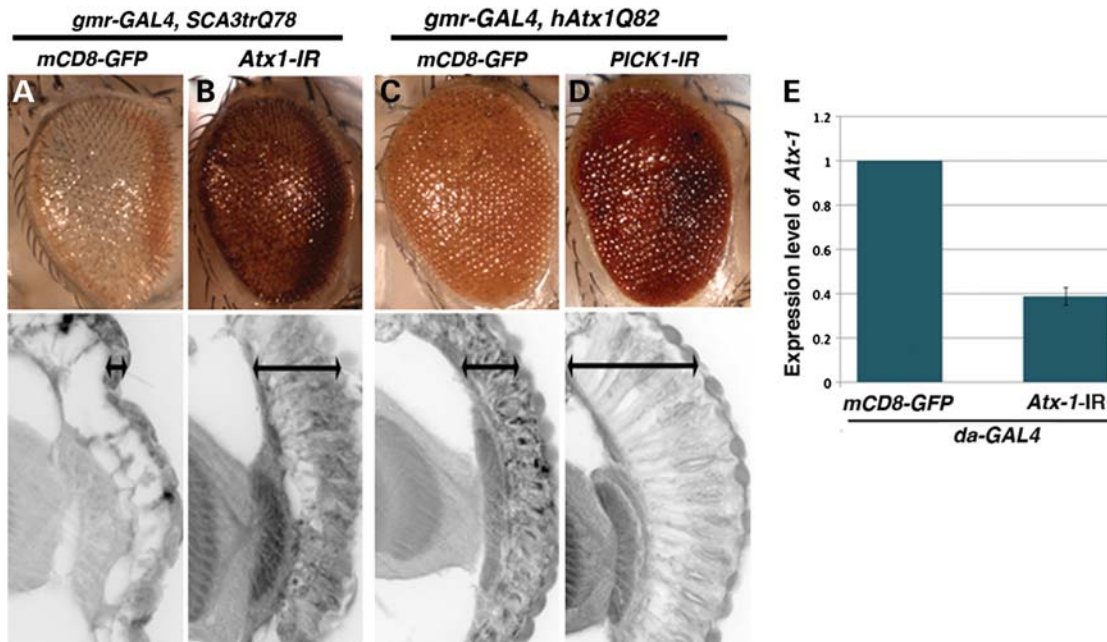 gmr-GAL4, SCA3trQ78
gmr-GAL4, hAtx1Q82
mCD8-GFP
Atx1-IR
mCD8-GFP
PICK1-IR
A
B
C
D
E
Expression level of Atx-1
1.2
1
0.8
0.6
0.4
0.2
0
mCD8-GFP
Atx-1-IR
da-GAL4